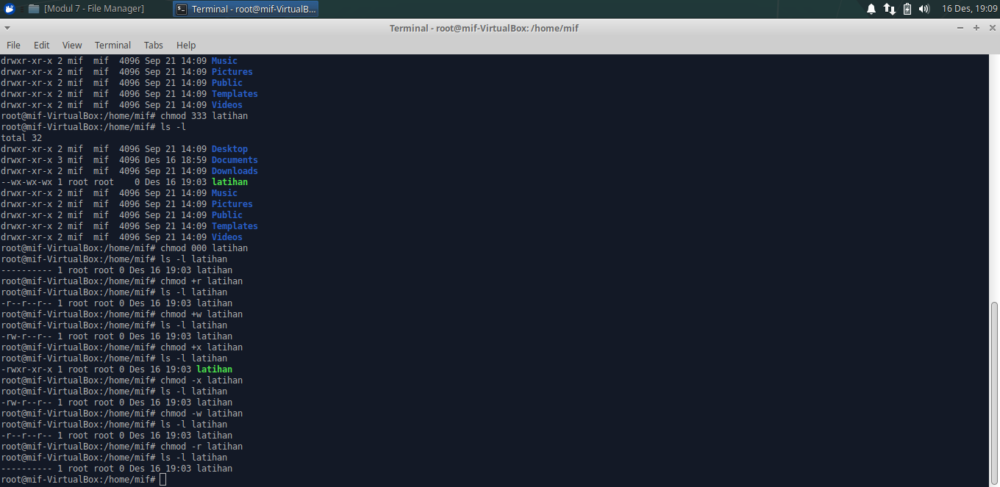 [Modul 7 - File Manager]
Terminal - root@mif-VirtualB...
16 Des, 19:09
Terminal - root@mif-VirtualBox: /home/mif
File Edit View Terminal Tabs Help
drwxr-xr-x 2 mif  mif  4096 Sep 21 14:09 Music
drwxr-xr-x 2 mif  mif  4096 Sep 21 14:09 Pictures
drwxr-xr-x 2 mif  mif  4096 Sep 21 14:09 Public
drwxr-xr-x 2 mif  mif  4096 Sep 21 14:09 Templates
drwxr-xr-x 2 mif  mif  4096 Sep 21 14:09 Videos
root@mif-VirtualBox:/home/mif# chmod 333 latihan
root@mif-VirtualBox:/home/mif# ls -l
total 32
drwxr-xr-x 2 mif  mif  4096 Sep 21 14:09 Desktop
drwxr-xr-x 3 mif  mif  4096 Des 16 18:59 Documents
drwxr-xr-x 2 mif  mif  4096 Sep 21 14:09 Downloads
--wx-wx-wx 1 root root    0 Des 16 19:03 latihan
drwxr-xr-x 2 mif  mif  4096 Sep 21 14:09 Music
drwxr-xr-x 2 mif  mif  4096 Sep 21 14:09 Pictures
drwxr-xr-x 2 mif  mif  4096 Sep 21 14:09 Public
drwxr-xr-x 2 mif  mif  4096 Sep 21 14:09 Templates
drwxr-xr-x 2 mif  mif  4096 Sep 21 14:09 Videos
root@mif-VirtualBox:/home/mif# chmod 000 latihan
root@mif-VirtualBox:/home/mif# ls -l latihan
---------- 1 root root 0 Des 16 19:03 latihan
root@mif-VirtualBox:/home/mif# chmod +r latihan
root@mif-VirtualBox:/home/mif# ls -l latihan
-r--r--r-- 1 root root 0 Des 16 19:03 latihan
root@mif-VirtualBox:/home/mif# chmod +w latihan
root@mif-VirtualBox:/home/mif# ls -l latihan
-rw-r--r-- 1 root root 0 Des 16 19:03 latihan
root@mif-VirtualBox:/home/mif# chmod +x latihan
root@mif-VirtualBox:/home/mif# ls -l latihan
-rwxr-xr-x 1 root root 0 Des 16 19:03 latihan
root@mif-VirtualBox:/home/mif# chmod -x latihan
root@mif-VirtualBox:/home/mif# ls -l latihan
-rw-r--r-- 1 root root 0 Des 16 19:03 latihan
root@mif-VirtualBox:/home/mif# chmod -w latihan
root@mif-VirtualBox:/home/mif# ls -l latihan
-r--r--r-- 1 root root 0 Des 16 19:03 latihan
root@mif-VirtualBox:/home/mif# chmod -r latihan
root@mif-VirtualBox:/home/mif# ls -l latihan
---------- 1 root root 0 Des 16 19:03 latihan
root@mif-VirtualBox:/home/mif#